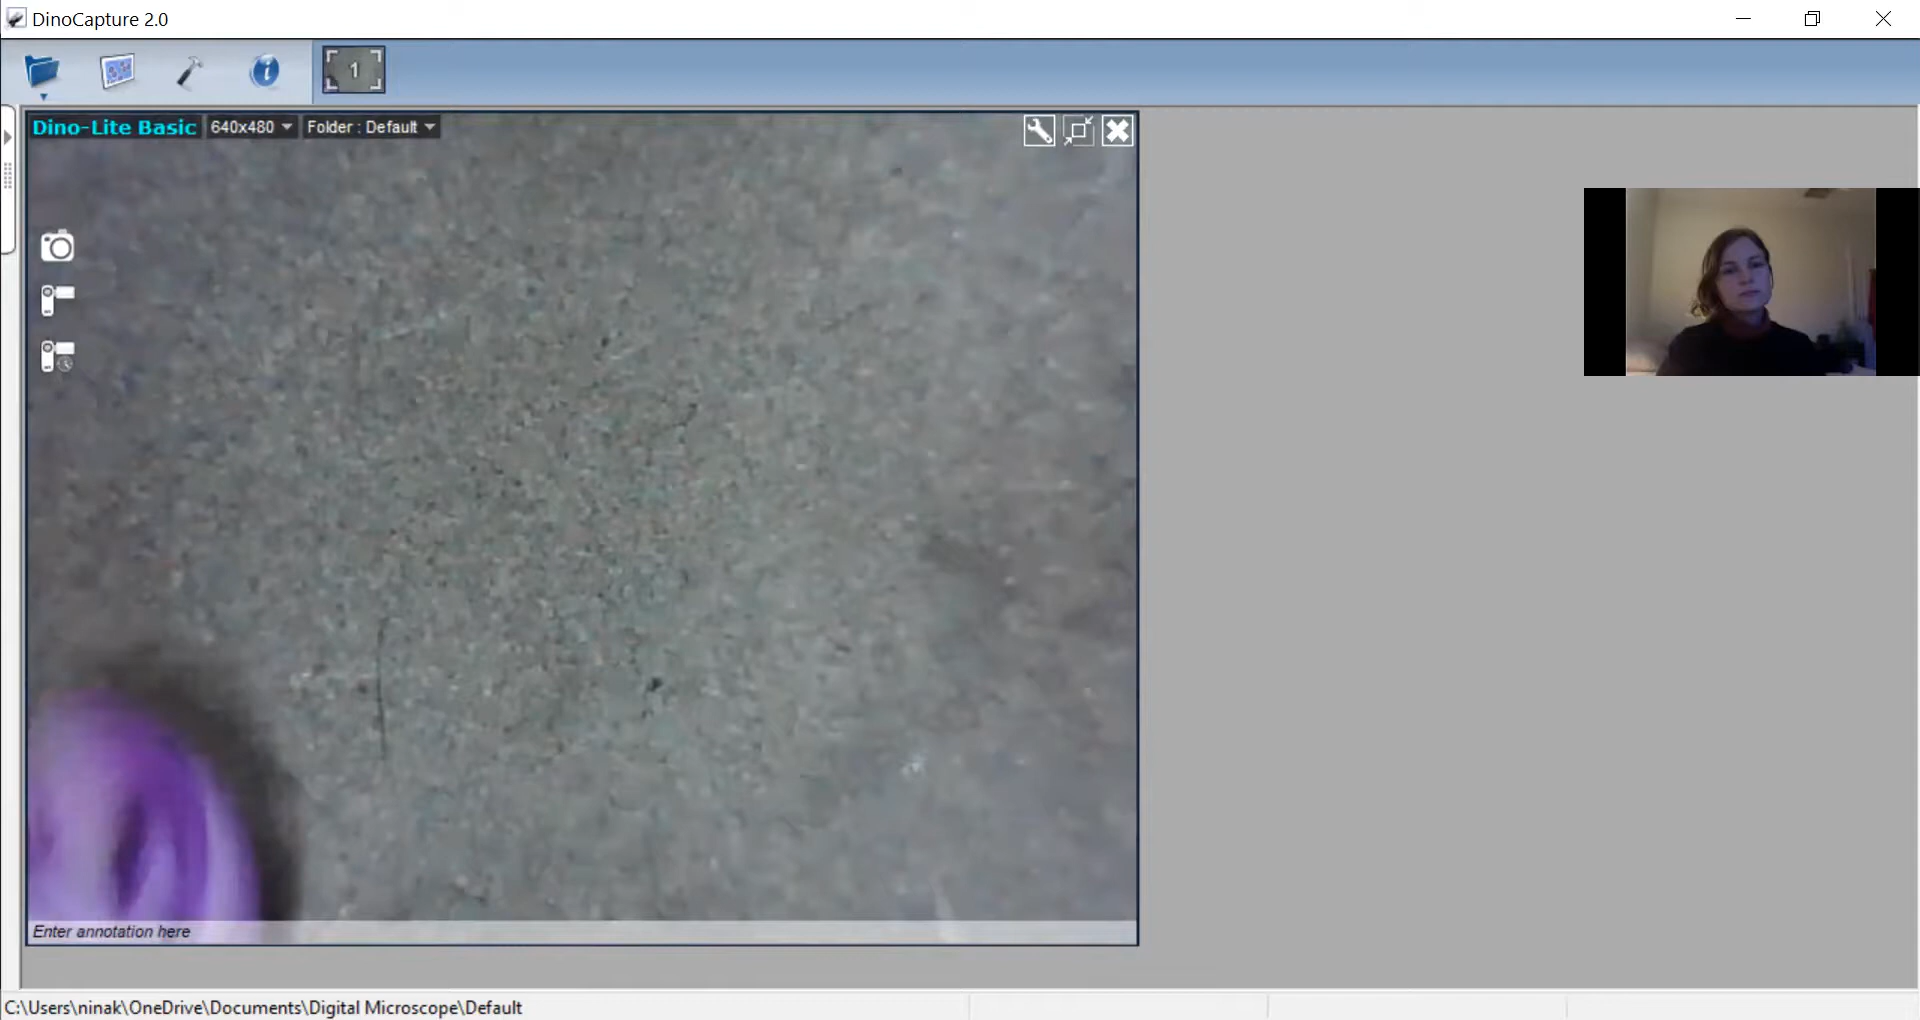 DinoCapture 2.0
1
Dino-Lite Basic 640x480 Folder : Default
Enter annotation here
C:\Users\ninak\OneDrive\Documents\Digital Microscope\Default